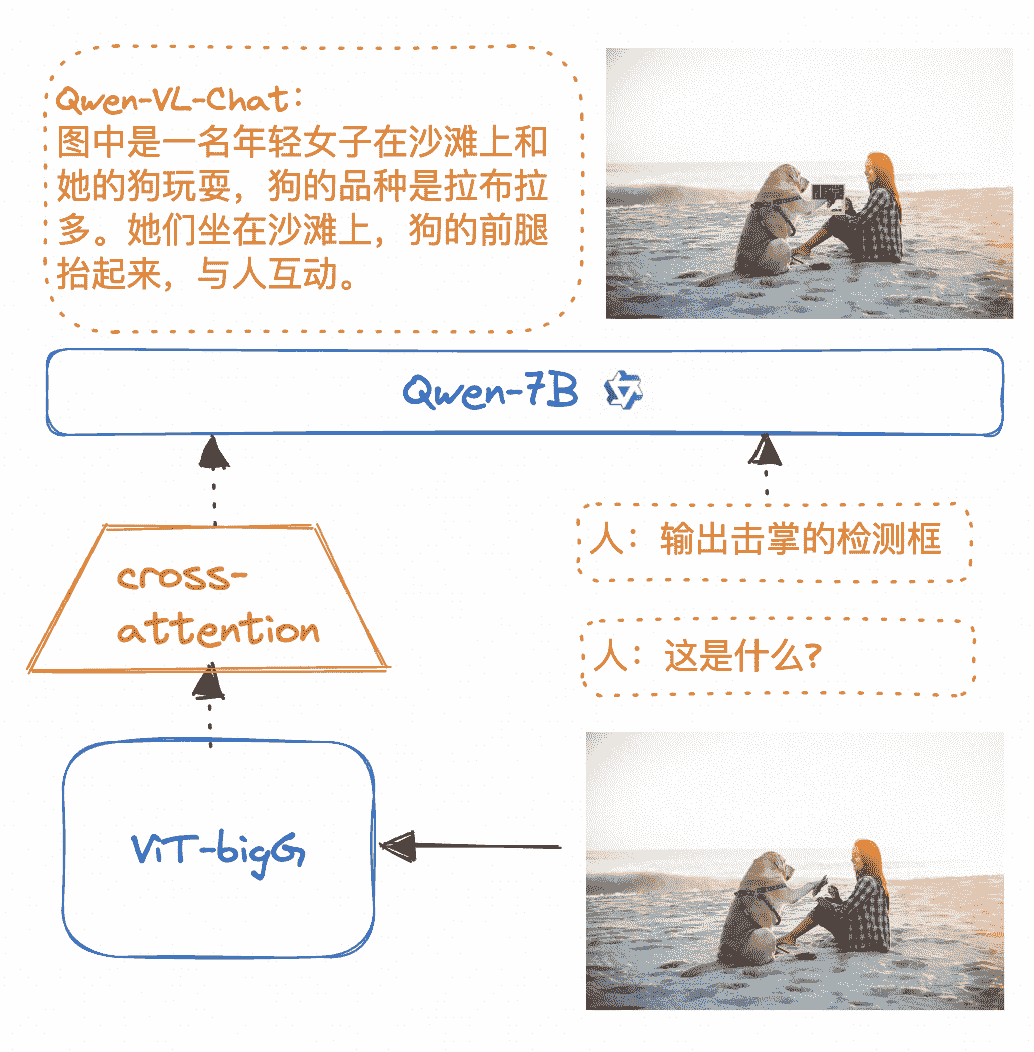 Qwen-VL-Chat:
图中是一名年轻女子在沙滩上和
她的狗玩耍，狗的品种是拉布拉
多。她们坐在沙滩上，狗的前腿
抬起来，与人互动。
Qwen-7B
cross-
attention
人：输出击掌的检测框
人：这是什么?
ViT-bigG